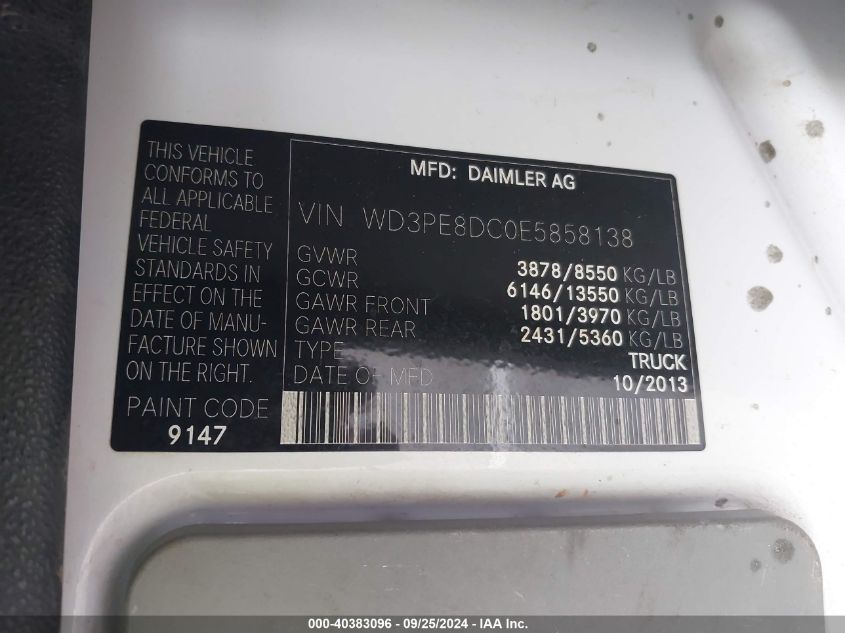 THIS VEHICLE
CONFORMS TO
ALL APPLICABLE
FEDERAL
VEHICLE SAFETY
STANDARDS IN
EFFECT ON THE
DATE OF MANU-
FACTURE SHOWN
ON THE RIGHT.
PAINT CODE
9147
MFD: DAIMLER AG
VIN WD3PE8DC0E5858138
GVWR 3878/8550 KG/LB
GCWR 6146/13550 KG/LB
GAWR FRONT 1801/3970 KG/LB
GAWR REAR 2431/5360 KG/LB
TYPE TRUCK
DATE OF MFD 10/2013
000-40383096 - 09/25/2024 - IAA Inc.